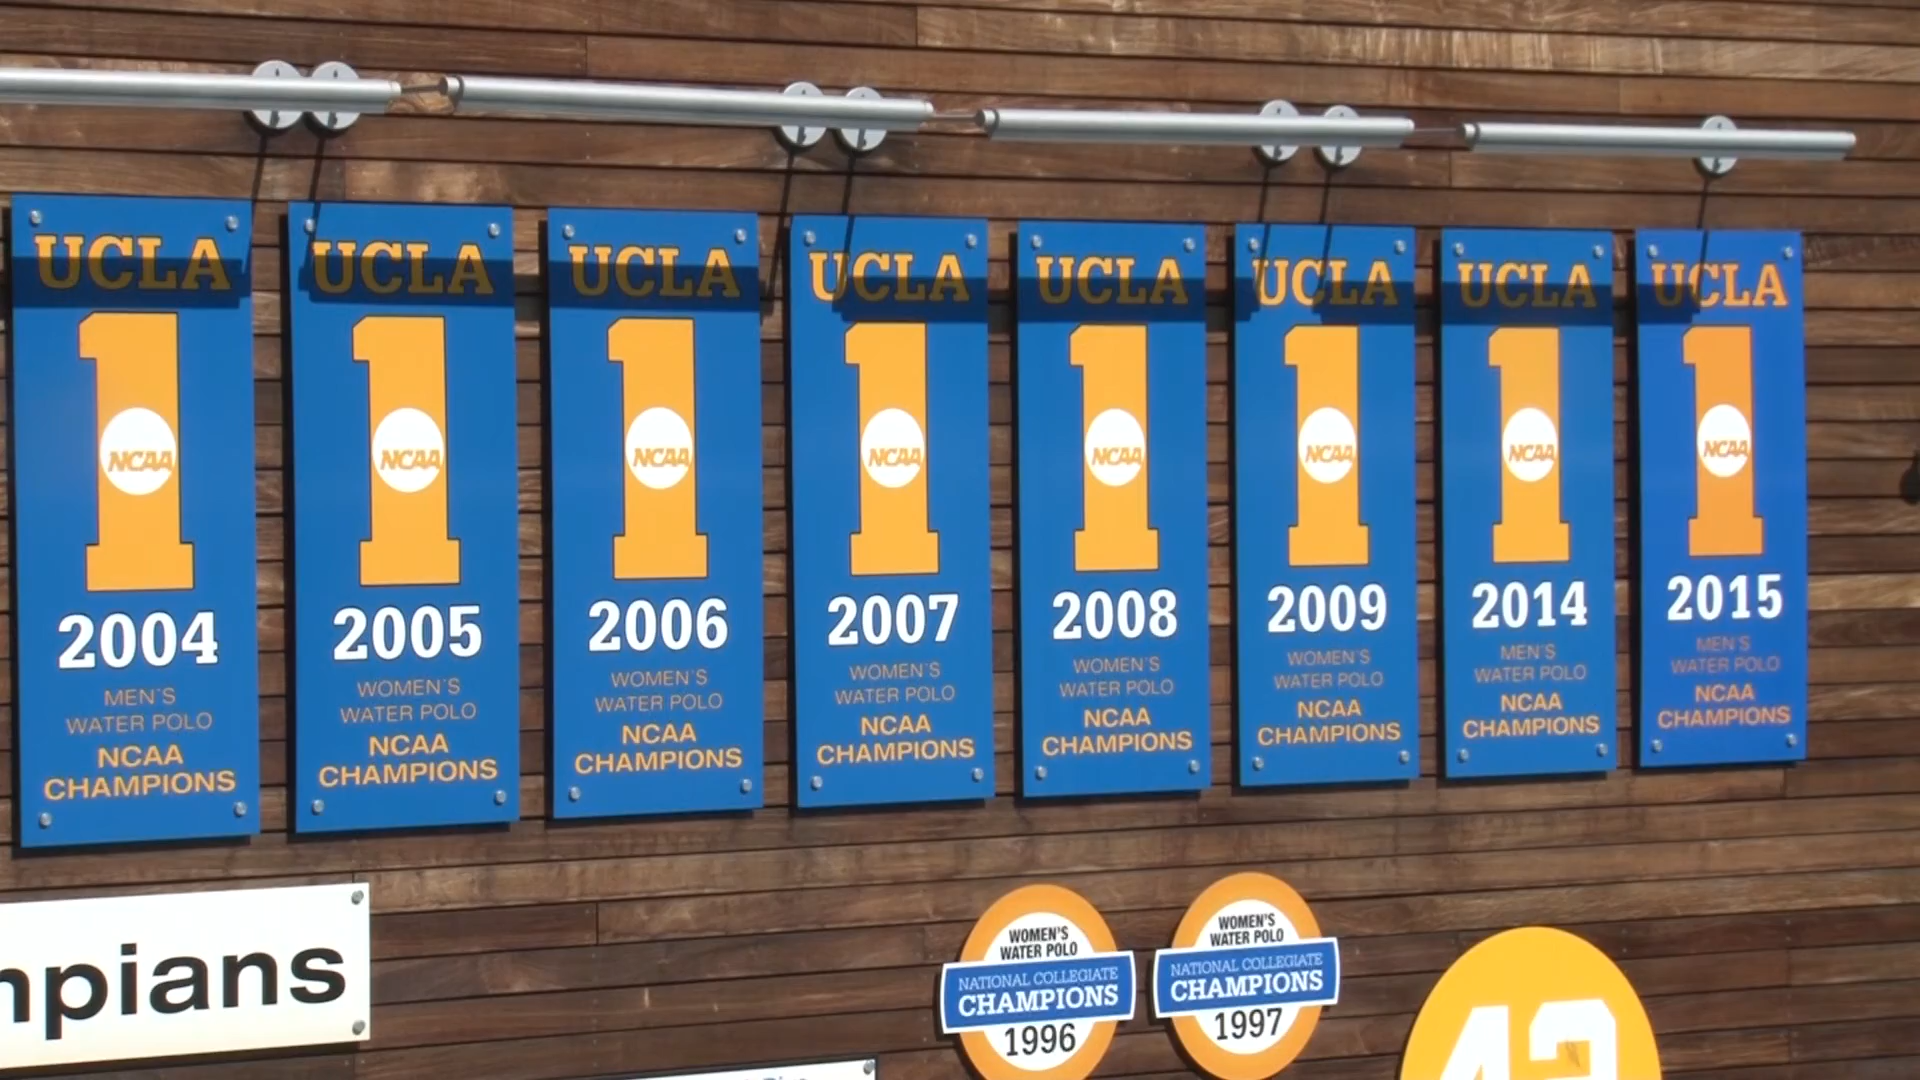 UCLA
1
NCAA
2004
MEN'S
WATER POLO
NCAA
CHAMPIONS
UCLA
1
NCAA
2005
WOMEN'S
WATER POLO
NCAA
CHAMPIONS
UCLA
1
NCAA
2006
WOMEN'S
WATER POLO
NCAA
CHAMPIONS
UCLA
1
NCAA
2007
WOMEN'S
WATER POLO
NCAA
CHAMPIONS
UCLA
1
NCAA
2008
WOMEN'S
WATER POLO
NCAA
CHAMPIONS
UCLA
1
NCAA
2009
WOMEN'S
WATER POLO
NCAA
CHAMPIONS
UCLA
1
NCAA
2014
MEN'S
WATER POLO
NCAA
CHAMPIONS
UCLA
1
NCAA
2015
MEN'S
WATER POLO
NCAA
CHAMPIONS
mpians
WOMEN'S
WATER POLO
NATIONAL COLLEGIATE
CHAMPIONS
1996
WOMEN'S
WATER POLO
NATIONAL COLLEGIATE
CHAMPIONS
1997